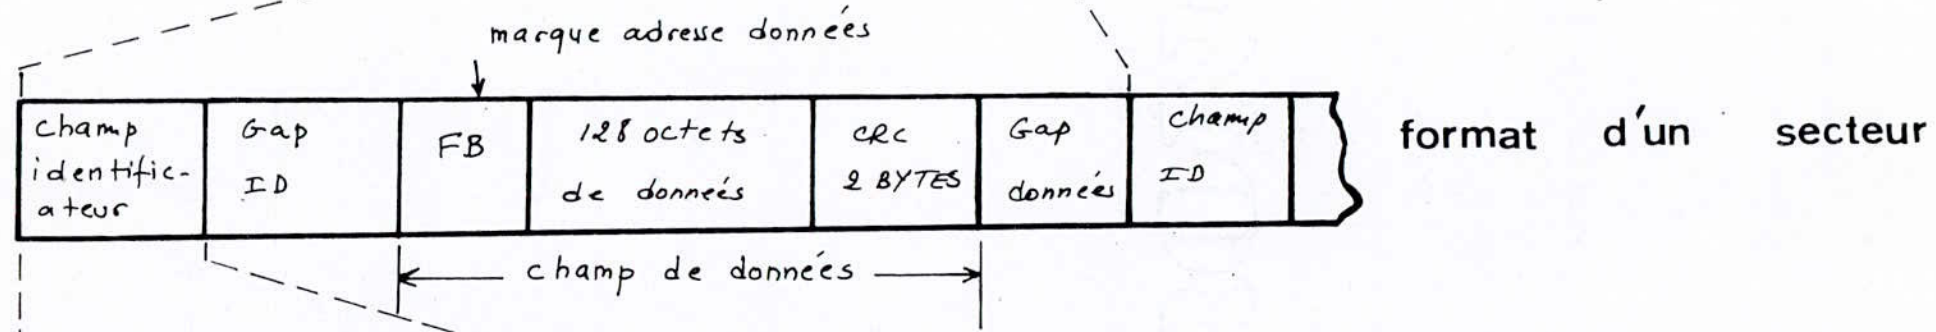 marque adresse données
champ
identific-
ateur
Gap
ID
FB
128 octets
de données
CRC
2 BYTES
Gap
données
champ
ID
format d'un secteur
champ de données